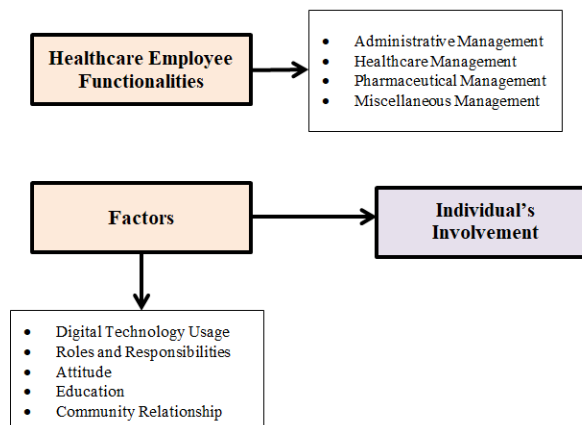 Healthcare Employee
Functionalities
• Administrative Management
• Healthcare Management
• Pharmaceutical Management
• Miscellaneous Management
Factors
Individual’s
Involvement
• Digital Technology Usage
• Roles and Responsibilities
• Attitude
• Education
• Community Relationship